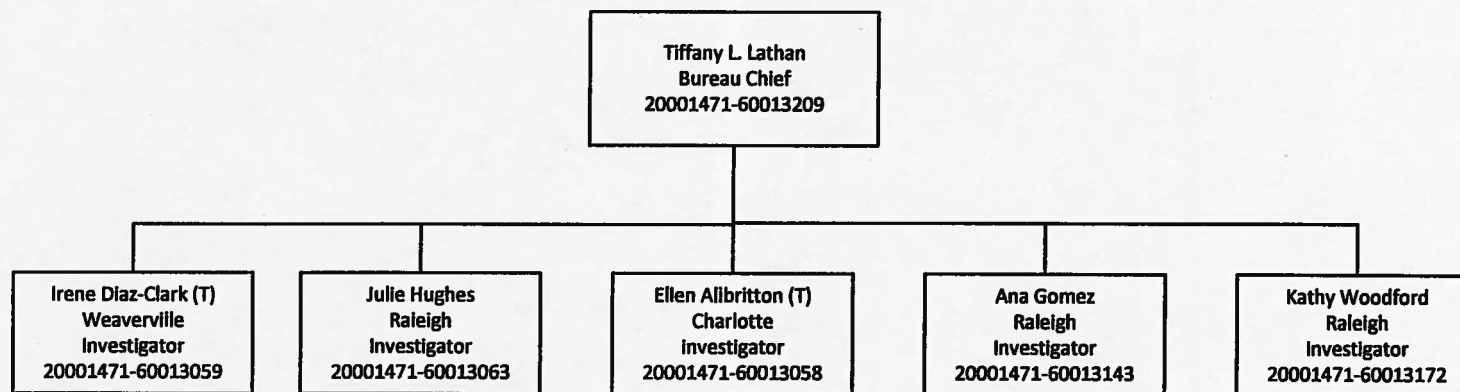 Tiffany L. Lathan
Bureau Chief
20001471-60013209
Irene Diaz-Clark (T)
Weaverville
Investigator
20001471-60013059
Julie Hughes
Raleigh
Investigator
20001471-60013063
Ellen Alibritton (T)
Charlotte
investigator
20001471-60013058
Ana Gomez
Raleigh
Investigator
20001471-60013143
Kathy Woodford
Raleigh
Investigator
20001471-60013172